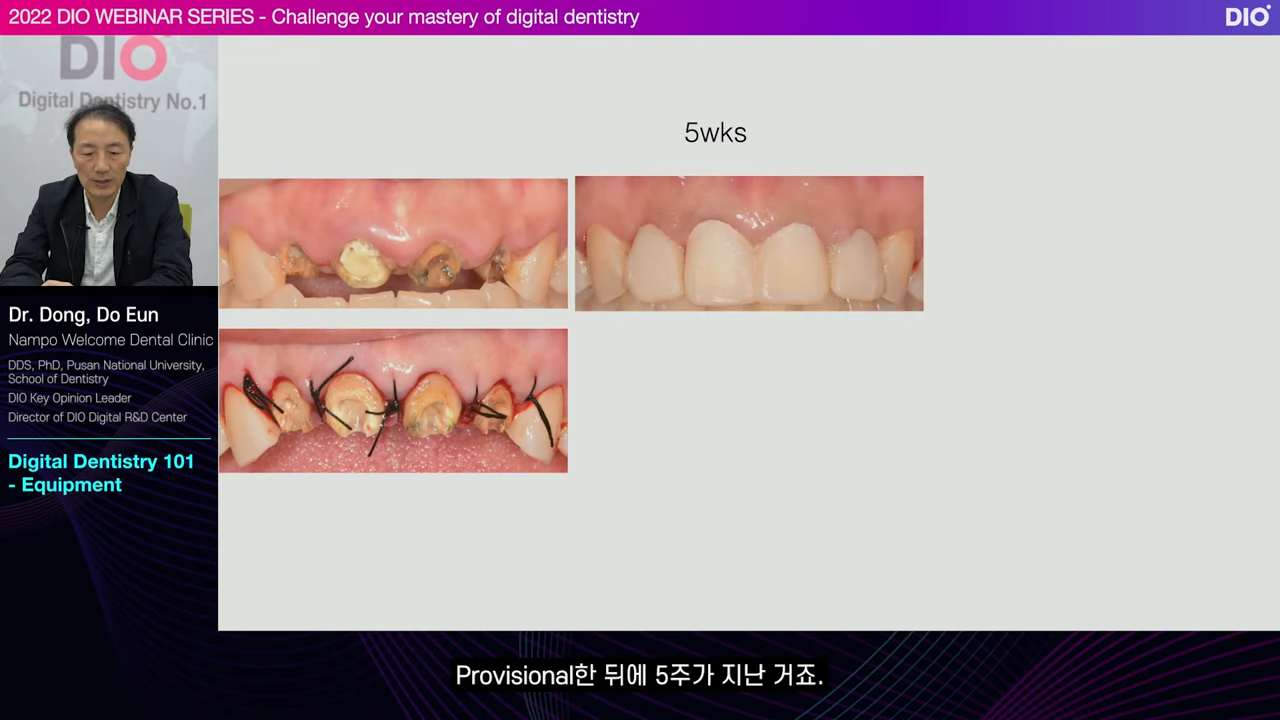 2022 DIO WEBINAR SERIES - Challenge your mastery of digital dentistry
DIO
DIO
Digital Dentistry No.1
5wks
Dr. Dong, Do Eun
Nampo Welcome Dental Clinic
DDS, PhD, Pusan National University,
School of Dentistry
DIO Key Opinion Leader
Director of DIO Digital R&D Center
Digital Dentistry 101
- Equipment
Provisional한 뒤에 5주가 지난 거죠.